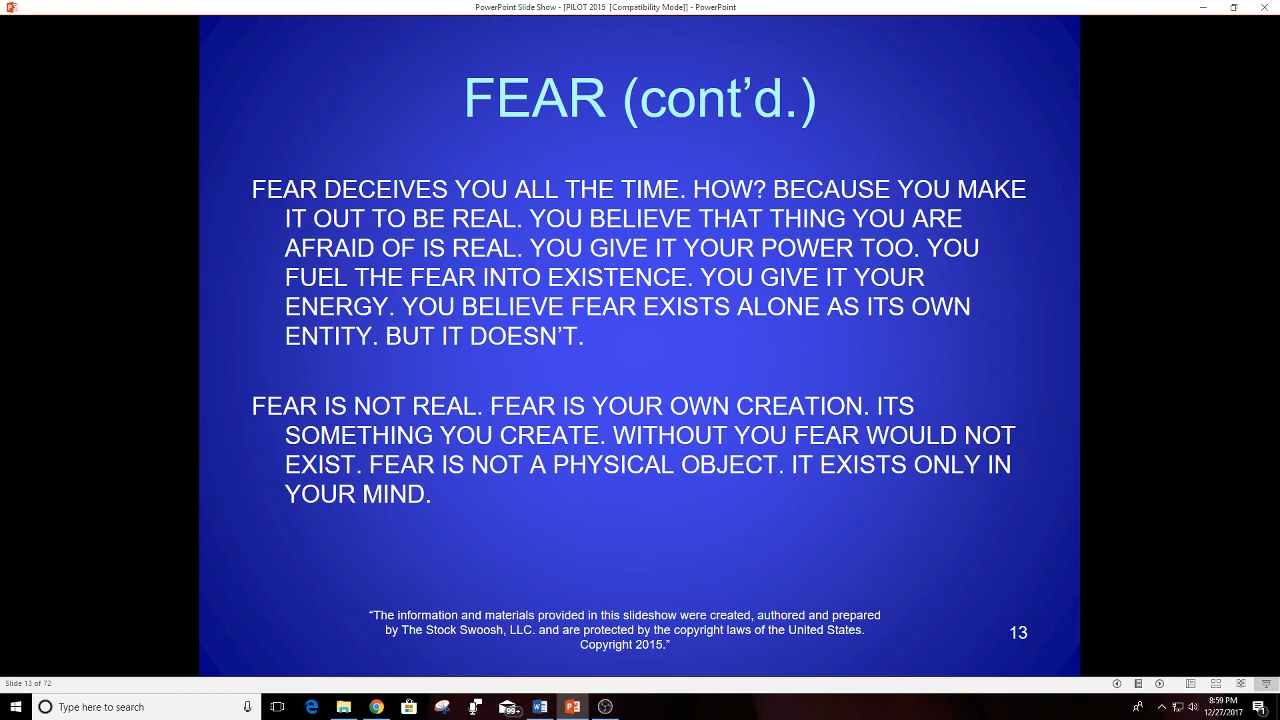 PowerPoint Slide Show - [PILOT 2015 [Compatibility Mode]] - PowerPoint
FEAR (cont’d.)
FEAR DECEIVES YOU ALL THE TIME. HOW? BECAUSE YOU MAKE
IT OUT TO BE REAL. YOU BELIEVE THAT THING YOU ARE
AFRAID OF IS REAL. YOU GIVE IT YOUR POWER TOO. YOU
FUEL THE FEAR INTO EXISTENCE. YOU GIVE IT YOUR
ENERGY. YOU BELIEVE FEAR EXISTS ALONE AS ITS OWN
ENTITY. BUT IT DOESN’T.
FEAR IS NOT REAL. FEAR IS YOUR OWN CREATION. ITS
SOMETHING YOU CREATE. WITHOUT YOU FEAR WOULD NOT
EXIST. FEAR IS NOT A PHYSICAL OBJECT. IT EXISTS ONLY IN
YOUR MIND.
“The information and materials provided in this slideshow were created, authored and prepared
by The Stock Swoosh, LLC. and are protected by the copyright laws of the United States.
Copyright 2015.”
13
Slide 13 of 72
Type here to search
99+
8:59 PM
12/27/2017